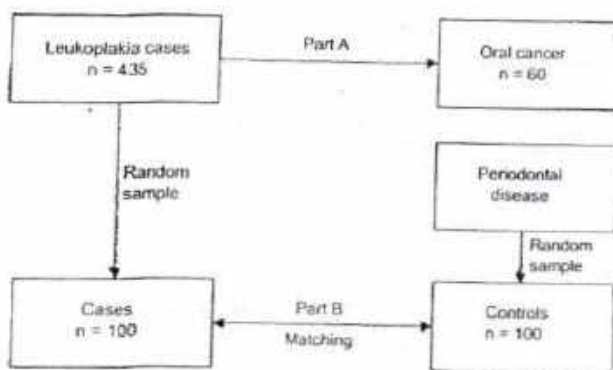 Leukoplakia cases
n = 435
Part A
Oral cancer
n = 60
Random
sample
Periodontal
disease
Random
sample
Cases
n = 100
Part B
Matching
Controls
n = 100